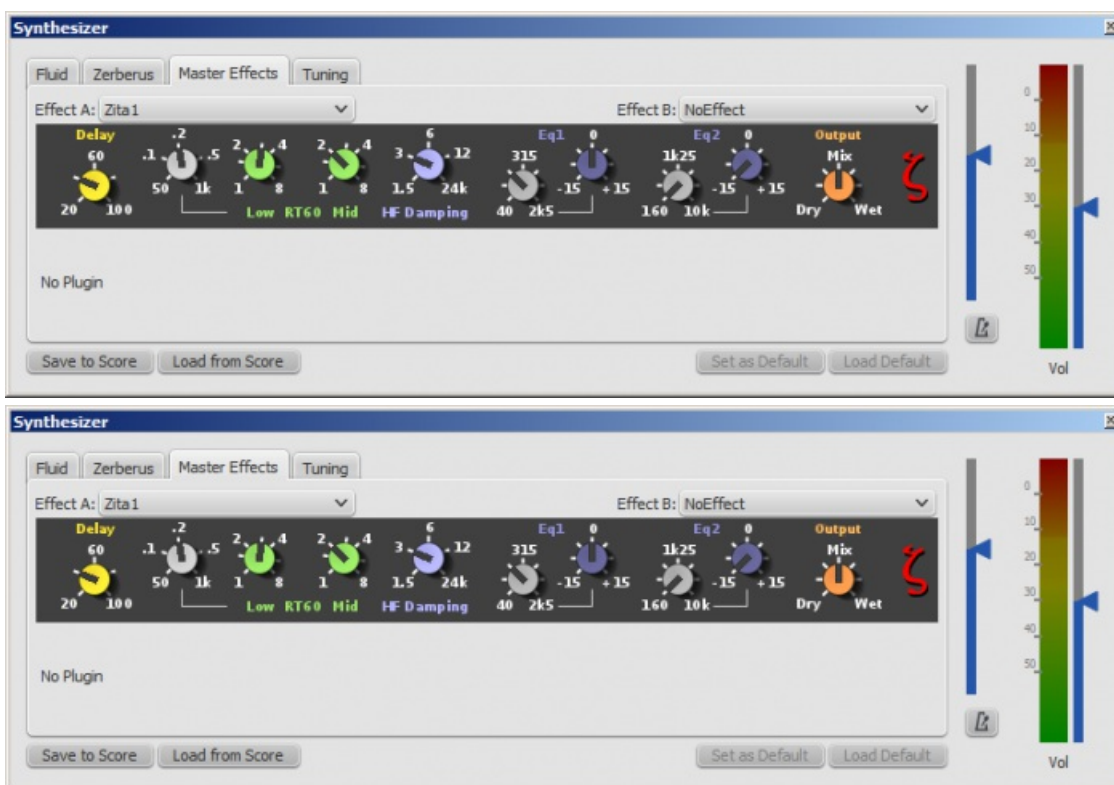 Synthesizer
Fluid Zerberus Master Effects Tuning
Effect A: Zita1 Effect B: NoEffect
Delay .2 6 Eq1 0 Eq2 0 Output
60 .1 .5 2 4 2 4 3 12 315 1k25 Mix
50 1k 1 8 1 8 1.5 24k -15 +15 -15 +15
20 100 Low RT60 Mid HF Damping 40 2k5 160 10k Dry Wet
ζ
No Plugin
Save to Score Load from Score Set as Default Load Default
0
10
20
30
40
50
Vol
Synthesizer
Fluid Zerberus Master Effects Tuning
Effect A: Zita1 Effect B: NoEffect
Delay .2 6 Eq1 0 Eq2 0 Output
60 .1 .5 2 4 2 4 3 12 315 1k25 Mix
50 1k 1 8 1 8 1.5 24k -15 +15 -15 +15
20 100 Low RT60 Mid HF Damping 40 2k5 160 10k Dry Wet
ζ
No Plugin
Save to Score Load from Score Set as Default Load Default
0
10
20
30
40
50
Vol